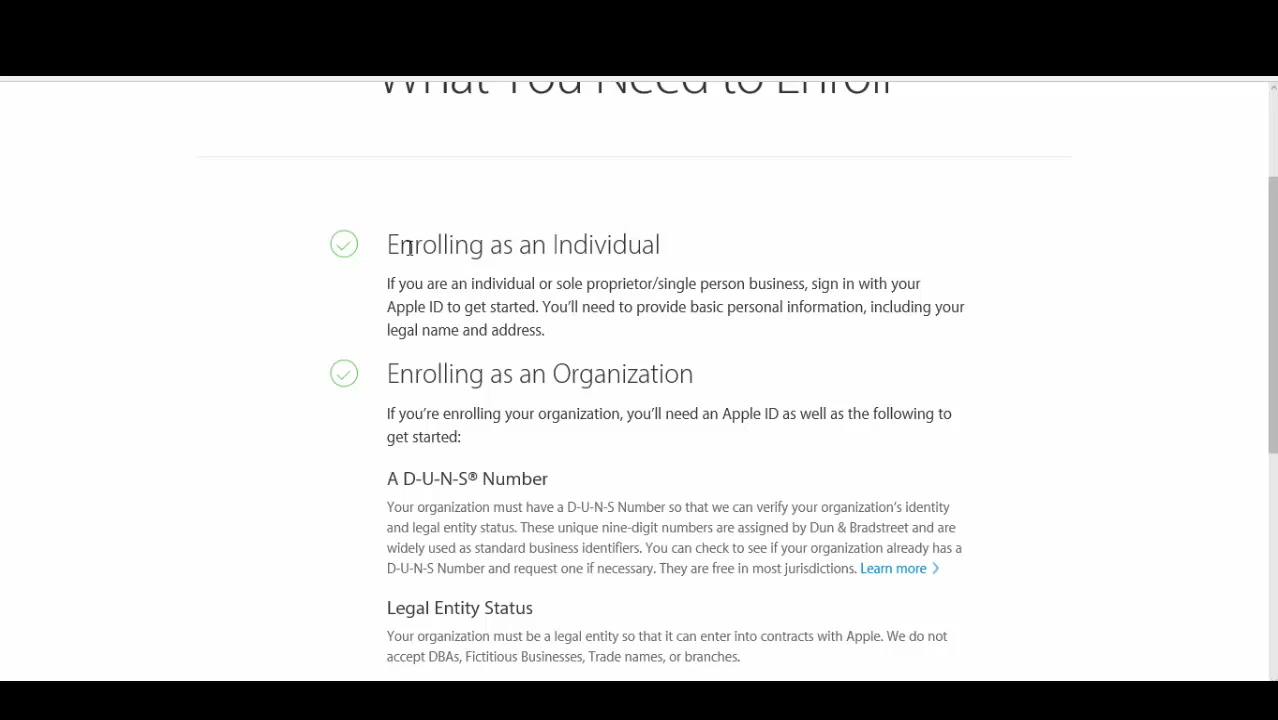 What You Need to Enroll
Enrolling as an Individual
If you are an individual or sole proprietor/single person business, sign in with your
Apple ID to get started. You’ll need to provide basic personal information, including your
legal name and address.
Enrolling as an Organization
If you’re enrolling your organization, you’ll need an Apple ID as well as the following to
get started:
A D-U-N-S® Number
Your organization must have a D-U-N-S Number so that we can verify your organization’s identity
and legal entity status. These unique nine-digit numbers are assigned by Dun & Bradstreet and are
widely used as standard business identifiers. You can check to see if your organization already has a
D-U-N-S Number and request one if necessary. They are free in most jurisdictions. Learn more
Legal Entity Status
Your organization must be a legal entity so that it can enter into contracts with Apple. We do not
accept DBAs, Fictitious Businesses, Trade names, or branches.